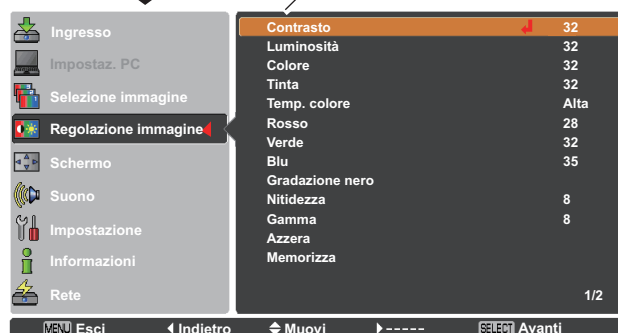 Ingresso
Impostaz. PC
Selezione immagine
Regolazione immagine
Schermo
Suono
Impostazione
Informazioni
Rete
Contrasto 32
Luminosità 32
Colore 32
Tinta 32
Temp. colore Alta
Rosso 28
Verde 32
Blu 35
Gradazione nero
Nitidezza 8
Gamma 8
Azzera
Memorizza
1/2
MENU Esci Indietro Muovi ----- SELECT Avanti